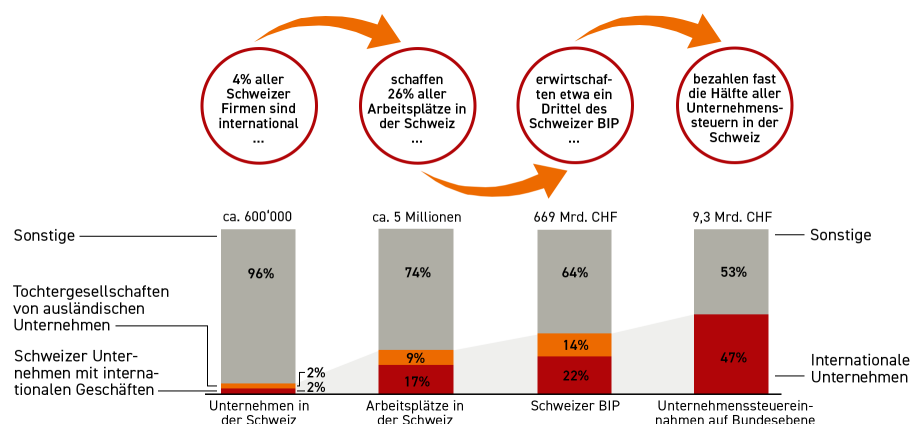 4% aller
Schweizer
Firmen sind
international
...
schaffen
26% aller
Arbeitsplätze in
der Schweiz
...
erwirtschaf-
ten etwa ein
Drittel des
Schweizer BIP
...
bezahlen fast
die Hälfte aller
Unternehmens-
steuern in der
Schweiz
ca. 600‘000
ca. 5 Millionen
669 Mrd. CHF
9,3 Mrd. CHF
Sonstige
Sonstige
96%
74%
64%
53%
Tochtergesellschaften
von ausländischen
Unternehmen
Schweizer Unter-
nehmen mit interna-
tionalen Geschäften
2%
2%
9%
17%
14%
22%
47%
Internationale
Unternehmen
Unternehmen in
der Schweiz
Arbeitsplätze in
der Schweiz
Schweizer BIP
Unternehmenssteuerein-
nahmen auf Bundesebene